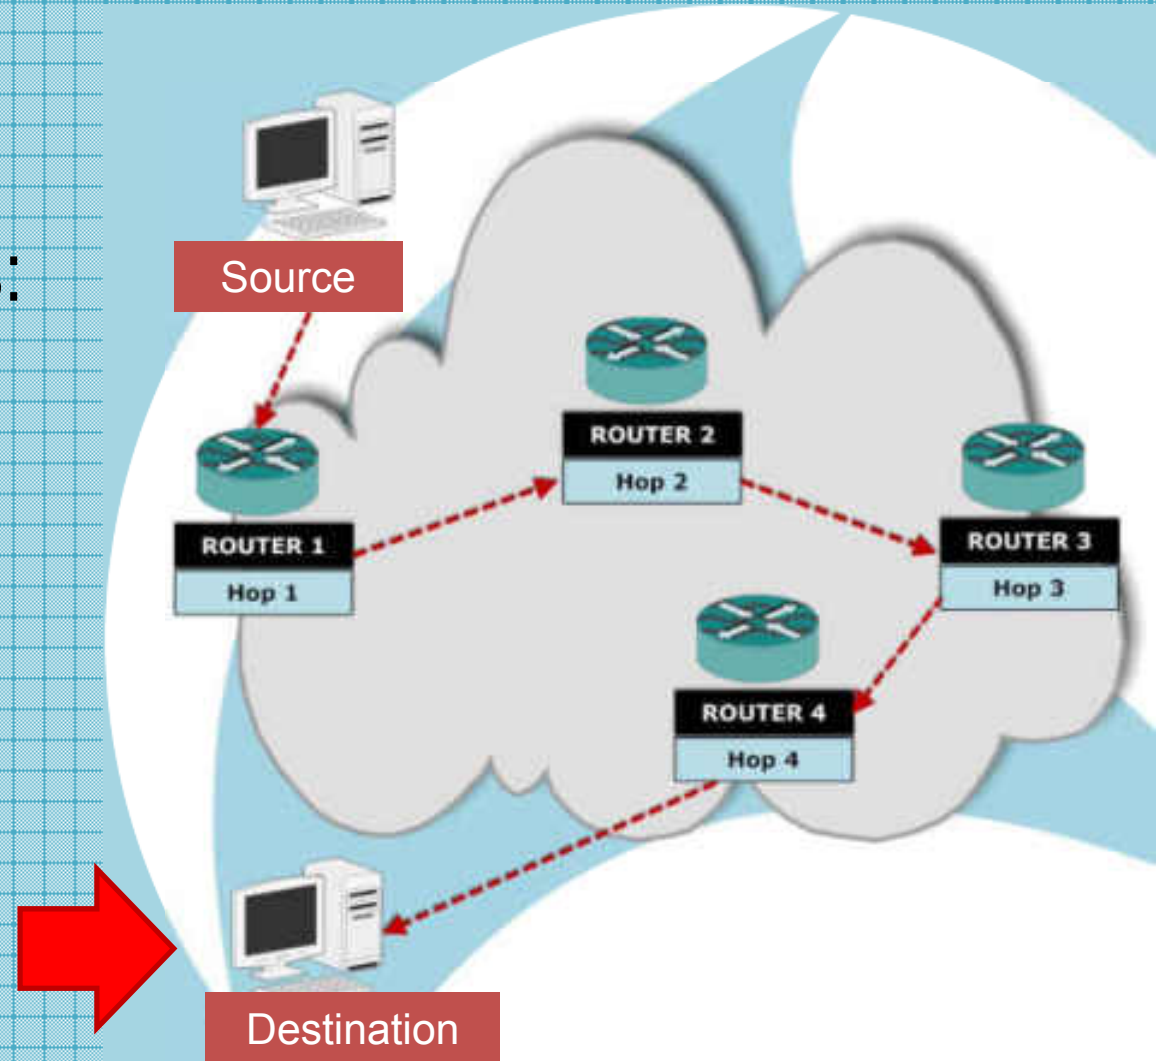 Source
ROUTER 2
Hop 2
ROUTER 1
Hop 1
ROUTER 3
Hop 3
ROUTER 4
Hop 4
Destination